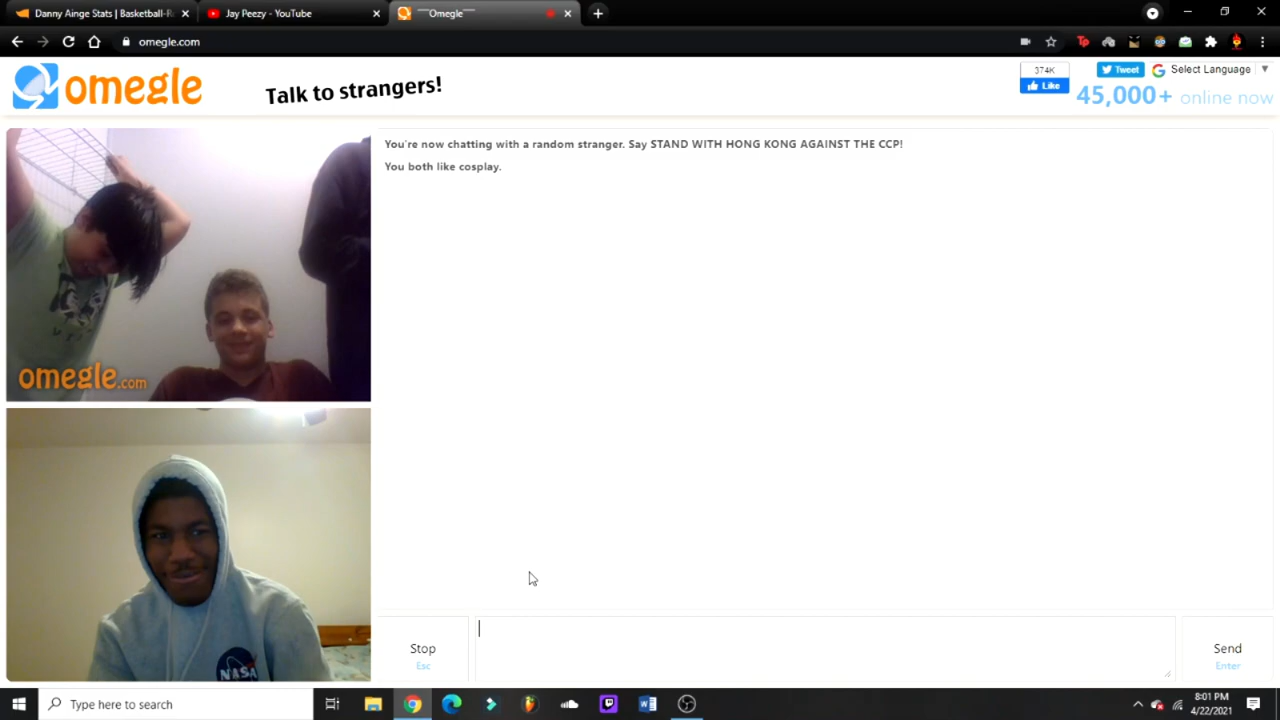 Danny Ainge Stats | Basketball-R
Jay Peezy - YouTube
Omegle
omegle.com
omegle
Talk to strangers!
374K
Like
Tweet
Select Language
45,000+ online now
You're now chatting with a random stranger. Say STAND WITH HONG KONG AGAINST THE CCP!
You both like cosplay.
omegle.com
NASA
Stop
Esc
Send
Enter
Type here to search
8:01 PM
4/22/2021